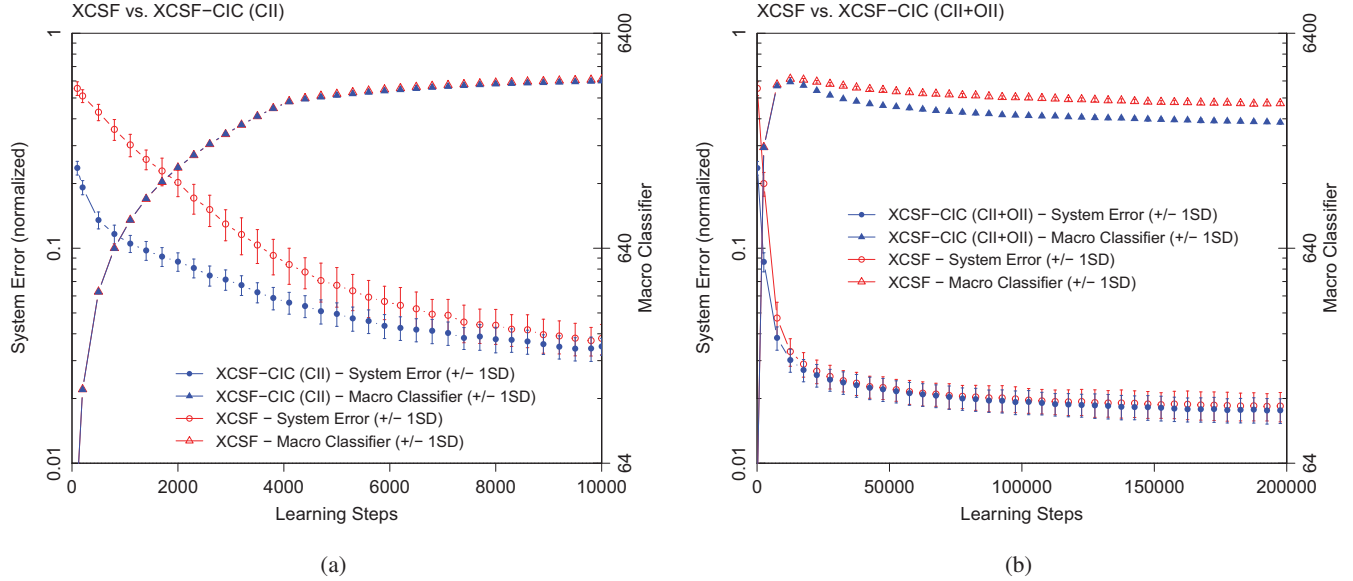 XCSF vs. XCSF−CIC (CII)
1
0.1
0.01
System Error (normalized)
6400
640
64
Macro Classifier
XCSF−CIC (CII) − System Error (+/− 1SD)
XCSF−CIC (CII) − Macro Classifier (+/− 1SD)
XCSF − System Error (+/− 1SD)
XCSF − Macro Classifier (+/− 1SD)
0 2000 4000 6000 8000 10000
Learning Steps
(a)
XCSF vs. XCSF−CIC (CII+OII)
1
0.1
0.01
System Error (normalized)
6400
640
64
Macro Classifier
XCSF−CIC (CII+OII) − System Error (+/− 1SD)
XCSF−CIC (CII+OII) − Macro Classifier (+/− 1SD)
XCSF − System Error (+/− 1SD)
XCSF − Macro Classifier (+/− 1SD)
0 50000 100000 150000 200000
Learning Steps
(b)